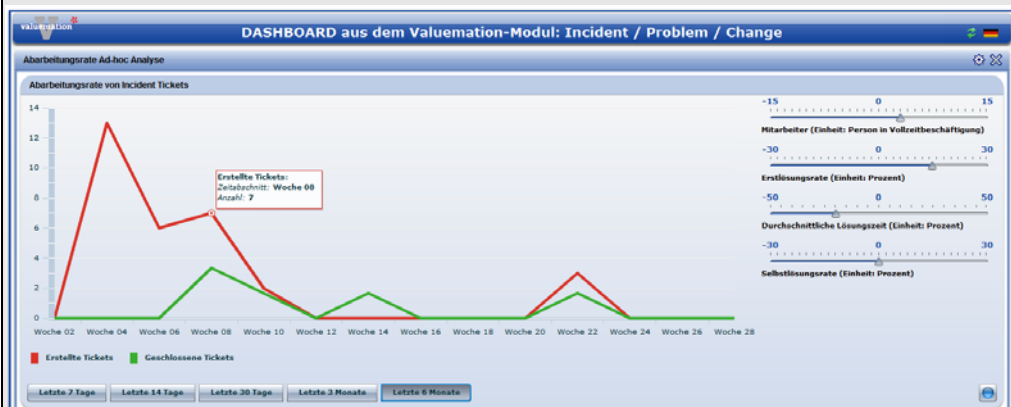 valuemation
DASHBOARD aus dem Valuemation-Modul: Incident / Problem / Change
Abarbeitungsrate Ad-hoc Analyse
Abarbeitungsrate von Incident Tickets
14
12
10
8
6
4
2
0
Erstellte Tickets:
Zeitabschnitt: Woche 08
Anzahl: 7
Woche 02 Woche 04 Woche 06 Woche 08 Woche 10 Woche 12 Woche 14 Woche 16 Woche 18 Woche 20 Woche 22 Woche 24 Woche 26 Woche 28
Erstellte Tickets Geschlossene Tickets
-15 0 15
Mitarbeiter (Einheit: Person in Vollzeitbeschäftigung)
-30 0 30
Erstlösungsrate (Einheit: Prozent)
-50 0 50
Durchschnittliche Lösungszeit (Einheit: Prozent)
-30 0 30
Selbstlösungsrate (Einheit: Prozent)
Letzte 7 Tage Letzte 14 Tage Letzte 30 Tage Letzte 3 Monate Letzte 6 Monate